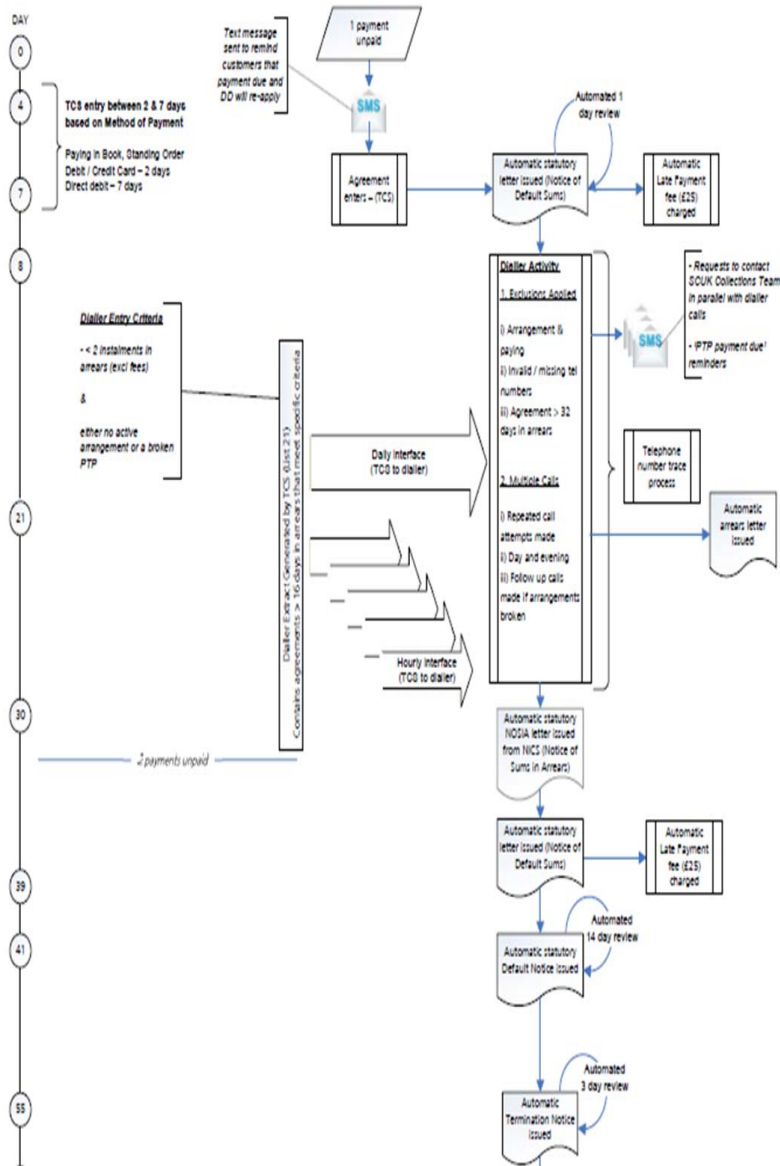 DAY
0
4
7
8
21
30
39
41
55
TCS entry between 2 & 7 days
based on Method of Payment
Paying In Book, Standing Order
Debit / Credit Card – 2 days
Direct debit – 7 days
Text message
sent to remind
customers that
payment due and
DD will re-apply
1 payment
unpaid
SMS
Agreement
enters – (TCS)
Automated 1
day review
Automatic statutory
letter issued (Notice of
Default Sums)
Automatic
Late Payment
fee (£25)
charged
Dialler Entry Criteria
- < 2 instalments in
arrears (excl fees)
&
either no active
arrangement or a broken
PTP
Dialler Extract Generated by TCS (List 21)
Contains agreements > 16 days in arrears that meet specific criteria
Daily Interface
(TCS to dialler)
Hourly Interface
(TCS to dialler)
Dialler Activity
1. Exclusions Applied
i) Arrangement &
paying
ii) Invalid / missing tel
numbers
iii) Agreement > 32
days in arrears
2. Multiple Calls
i) Repeated call
attempts made
ii) Day and evening
iii) Follow up calls
made if arrangements
broken
SMS
- Requests to contact
SCUK Collections Team
in parallel with dialler
calls
- 'PTP payment due'
reminders
Telephone
number trace
process
Automatic
arrears letter
issued
2 payments unpaid
Automatic statutory
NOSIA letter issued
from NICS (Notice of
Sums in Arrears)
Automatic statutory
letter issued (Notice of
Default Sums)
Automatic
Late Payment
fee (£25)
charged
Automated
14 day review
Automatic statutory
Default Notice issued
Automated
3 day review
Automatic
Termination Notice
issued